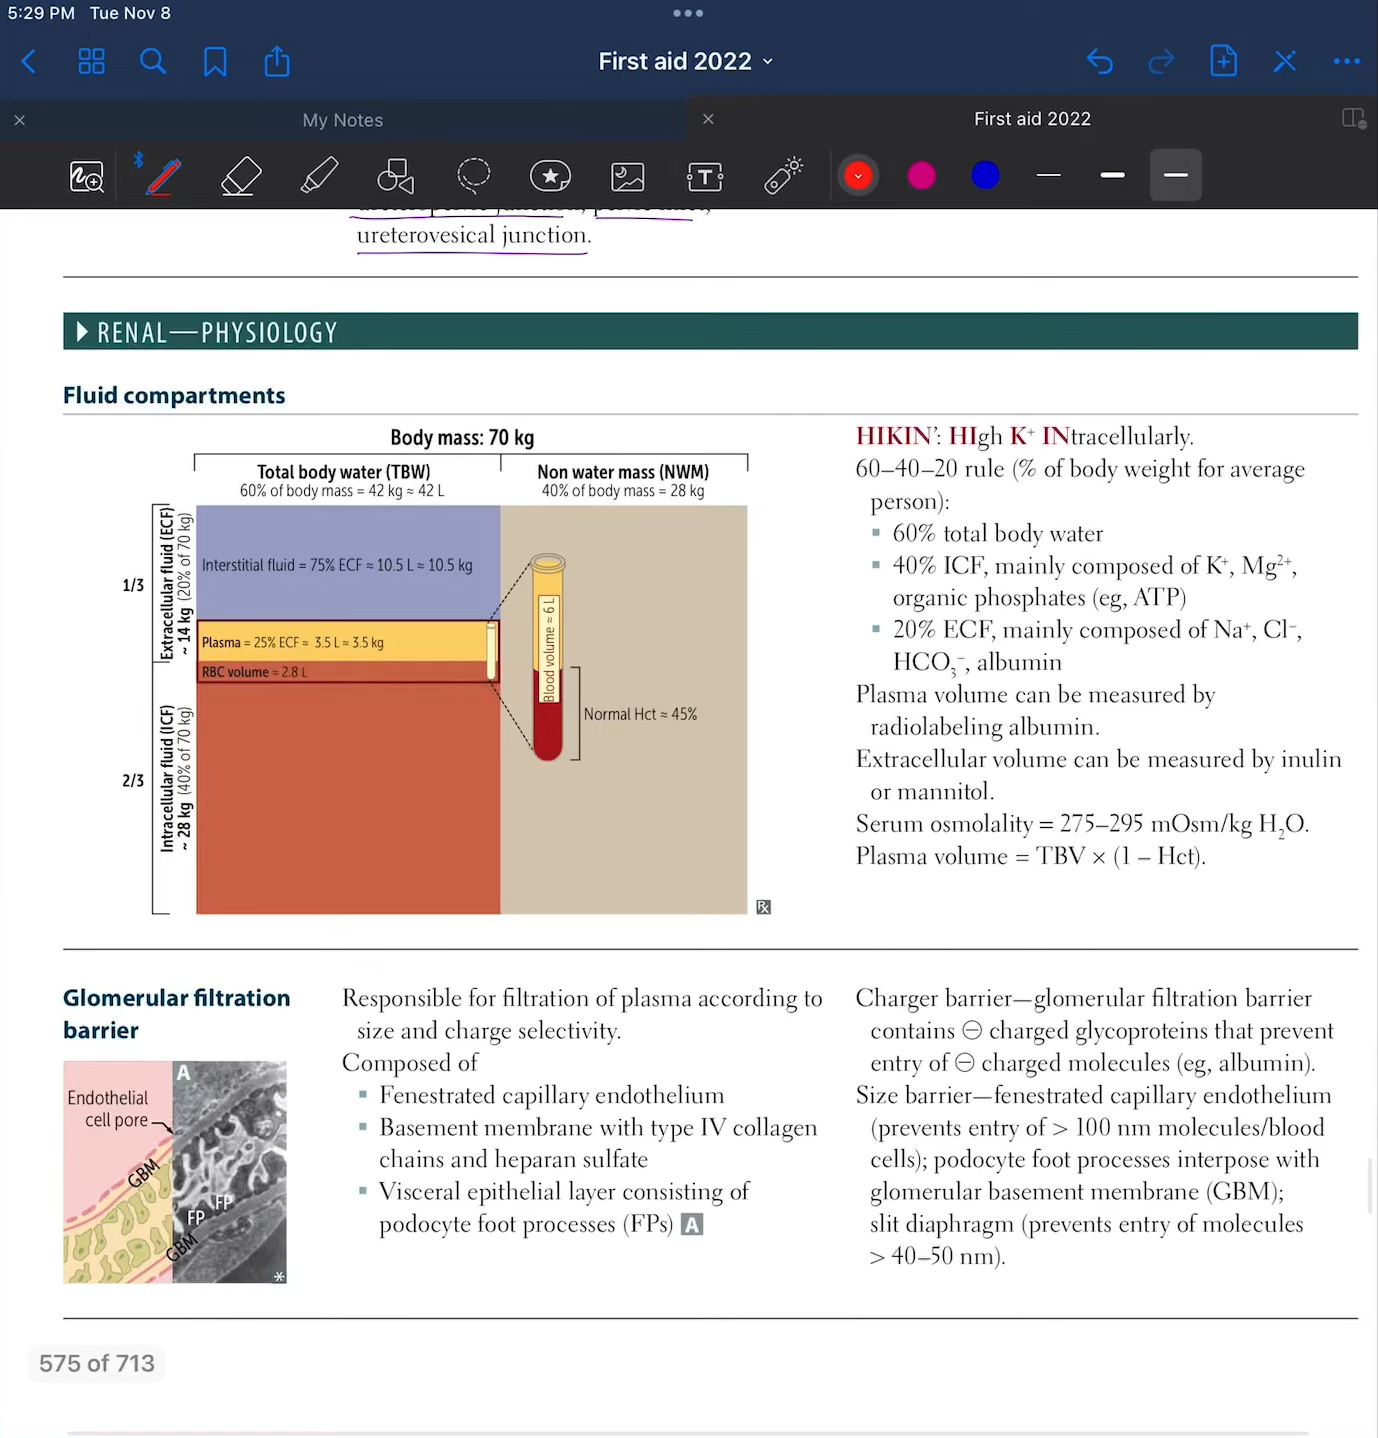 5:29 PM Tue Nov 8
First aid 2022
My Notes
First aid 2022
ureterovesical junction.
RENAL—PHYSIOLOGY
Fluid compartments
Body mass: 70 kg
Total body water (TBW)
60% of body mass = 42 kg ≈ 42 L
Non water mass (NWM)
40% of body mass = 28 kg
1/3
Extracellular fluid (ECF)
~ 14 kg (20% of 70 kg)
Interstitial fluid = 75% ECF ≈ 10.5 L ≈ 10.5 kg
Plasma = 25% ECF ≈ 3.5 L ≈ 3.5 kg
RBC volume ≈ 2.8 L
Blood volume ≈ 6 L
Normal Hct ≈ 45%
2/3
Intracellular fluid (ICF)
~ 28 kg (40% of 70 kg)
Rx
HIKIN’: HIgh K⁺ INtracellularly.
60–40–20 rule (% of body weight for average
person):
▪ 60% total body water
▪ 40% ICF, mainly composed of K⁺, Mg²⁺,
organic phosphates (eg, ATP)
▪ 20% ECF, mainly composed of Na⁺, Cl⁻,
HCO₃⁻, albumin
Plasma volume can be measured by
radiolabeling albumin.
Extracellular volume can be measured by inulin
or mannitol.
Serum osmolality = 275–295 mOsm/kg H₂O.
Plasma volume = TBV × (1 – Hct).
Glomerular filtration
barrier
A
Endothelial
cell pore
GBM
FP
FP
GBM
*
Responsible for filtration of plasma according to
size and charge selectivity.
Composed of
▪ Fenestrated capillary endothelium
▪ Basement membrane with type IV collagen
chains and heparan sulfate
▪ Visceral epithelial layer consisting of
podocyte foot processes (FPs) A
Charger barrier—glomerular filtration barrier
contains ⊖ charged glycoproteins that prevent
entry of ⊖ charged molecules (eg, albumin).
Size barrier—fenestrated capillary endothelium
(prevents entry of > 100 nm molecules/blood
cells); podocyte foot processes interpose with
glomerular basement membrane (GBM);
slit diaphragm (prevents entry of molecules
> 40–50 nm).
575 of 713